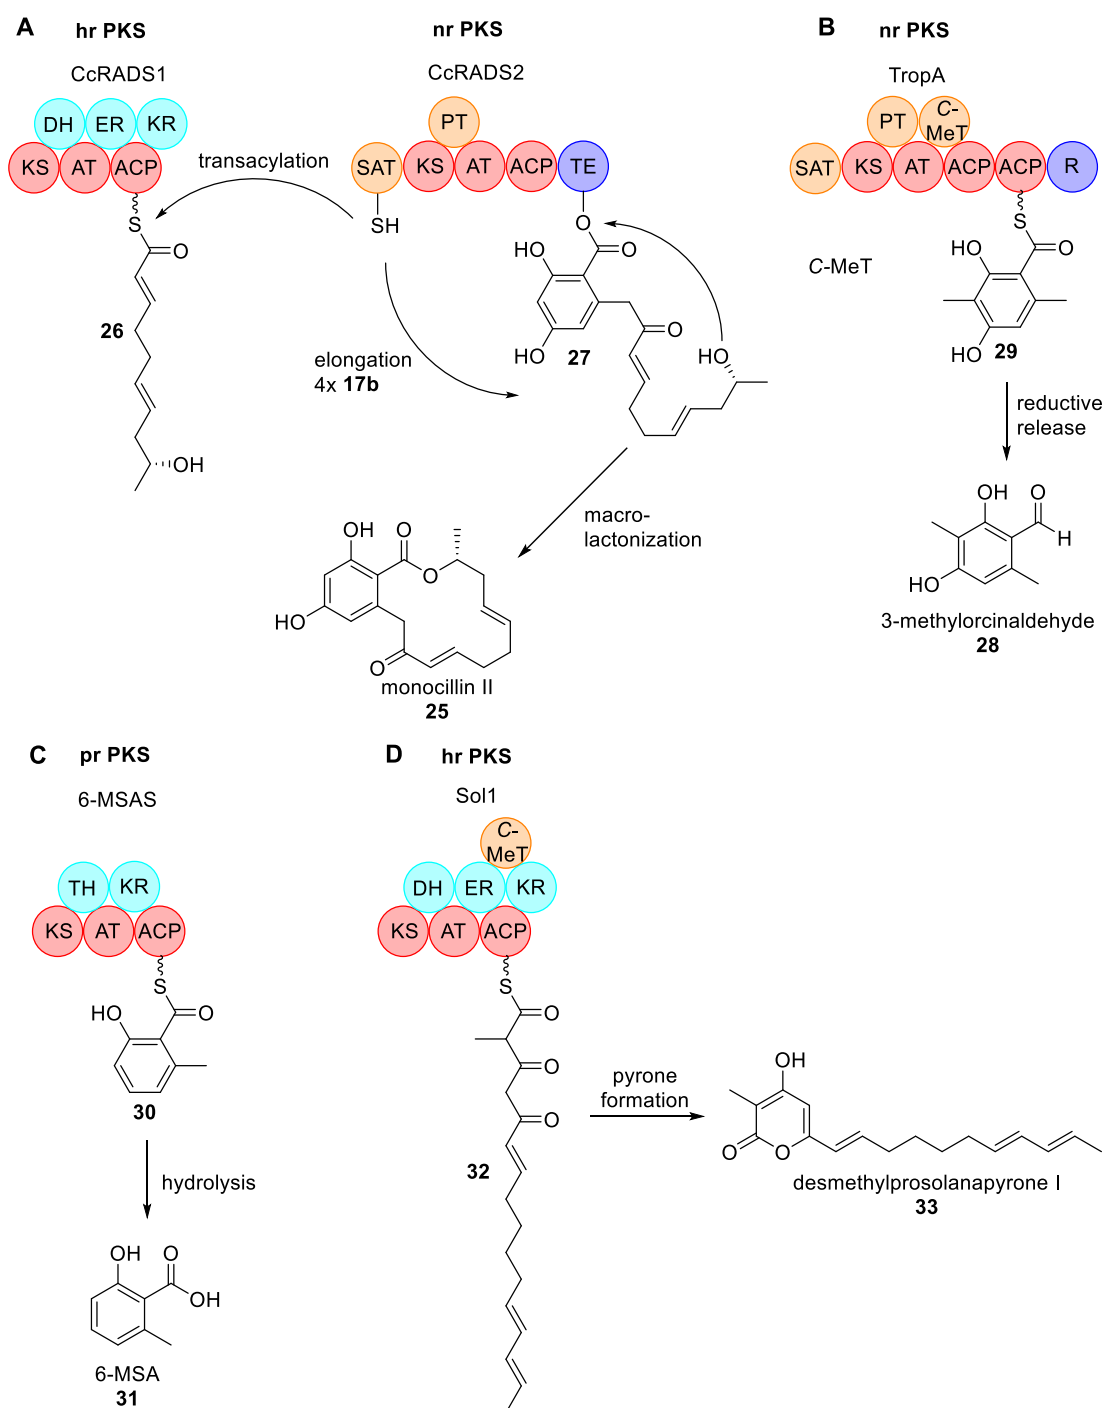 A
hr PKS
CcRADS1
DH ER KR
KS AT ACP
S
O
26
OH
transacylation
nr PKS
CcRADS2
PT
SAT KS AT ACP TE
SH
O
HO
O
HO
O
27
HO
elongation
4x 17b
macro-
lactonization
OH O
O
HO
O
monocillin II
25
B
nr PKS
TropA
PT C-
MeT
SAT KS AT ACP ACP R
S
C-MeT
HO
O
HO
29
reductive
release
OH O
H
HO
3-methylorcinaldehyde
28
C
pr PKS
6-MSAS
TH KR
KS AT ACP
S
HO
O
30
hydrolysis
OH O
OH
6-MSA
31
D
hr PKS
Sol1
C-
MeT
DH ER KR
KS AT ACP
S
O
O
O
32
pyrone
formation
OH
O
O
desmethylprosolanapyrone I
33